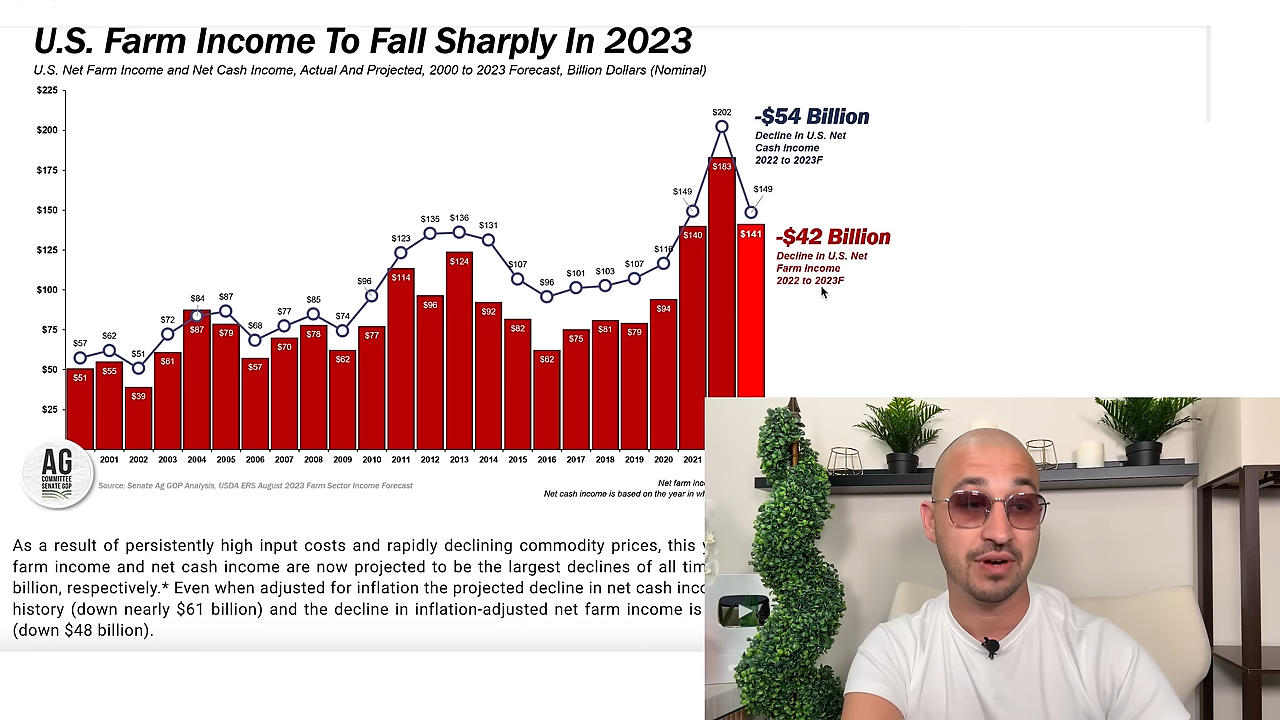 U.S. Farm Income To Fall Sharply In 2023
U.S. Net Farm Income and Net Cash Income, Actual And Projected, 2000 to 2023 Forecast, Billion Dollars (Nominal)
$225
$200
$175
$150
$125
$100
$75
$50
$25
$57
$62
$51
$72
$84
$87
$68
$77
$85
$74
$96
$123
$135
$136
$131
$107
$96
$101
$103
$107
$116
$149
$202
$149
$51
$55
$39
$61
$87
$79
$57
$70
$78
$62
$77
$114
$96
$124
$92
$82
$62
$75
$81
$79
$94
$140
$183
$141
-$54 Billion
Decline In U.S. Net
Cash Income
2022 to 2023F
-$42 Billion
Decline in U.S. Net
Farm Income
2022 to 2023F
2001 2002 2003 2004 2005 2006 2007 2008 2009 2010 2011 2012 2013 2014 2015 2016 2017 2018 2019 2020 2021
AG
COMMITTEE
SENATE GOP
Source: Senate Ag GOP Analysis, USDA ERS August 2023 Farm Sector Income Forecast
Net farm inc
Net cash income is based on the year in wh
As a result of persistently high input costs and rapidly declining commodity prices, this
farm income and net cash income are now projected to be the largest declines of all tim
billion, respectively.* Even when adjusted for inflation the projected decline in net cash inco
history (down nearly $61 billion) and the decline in inflation-adjusted net farm income is
(down $48 billion).